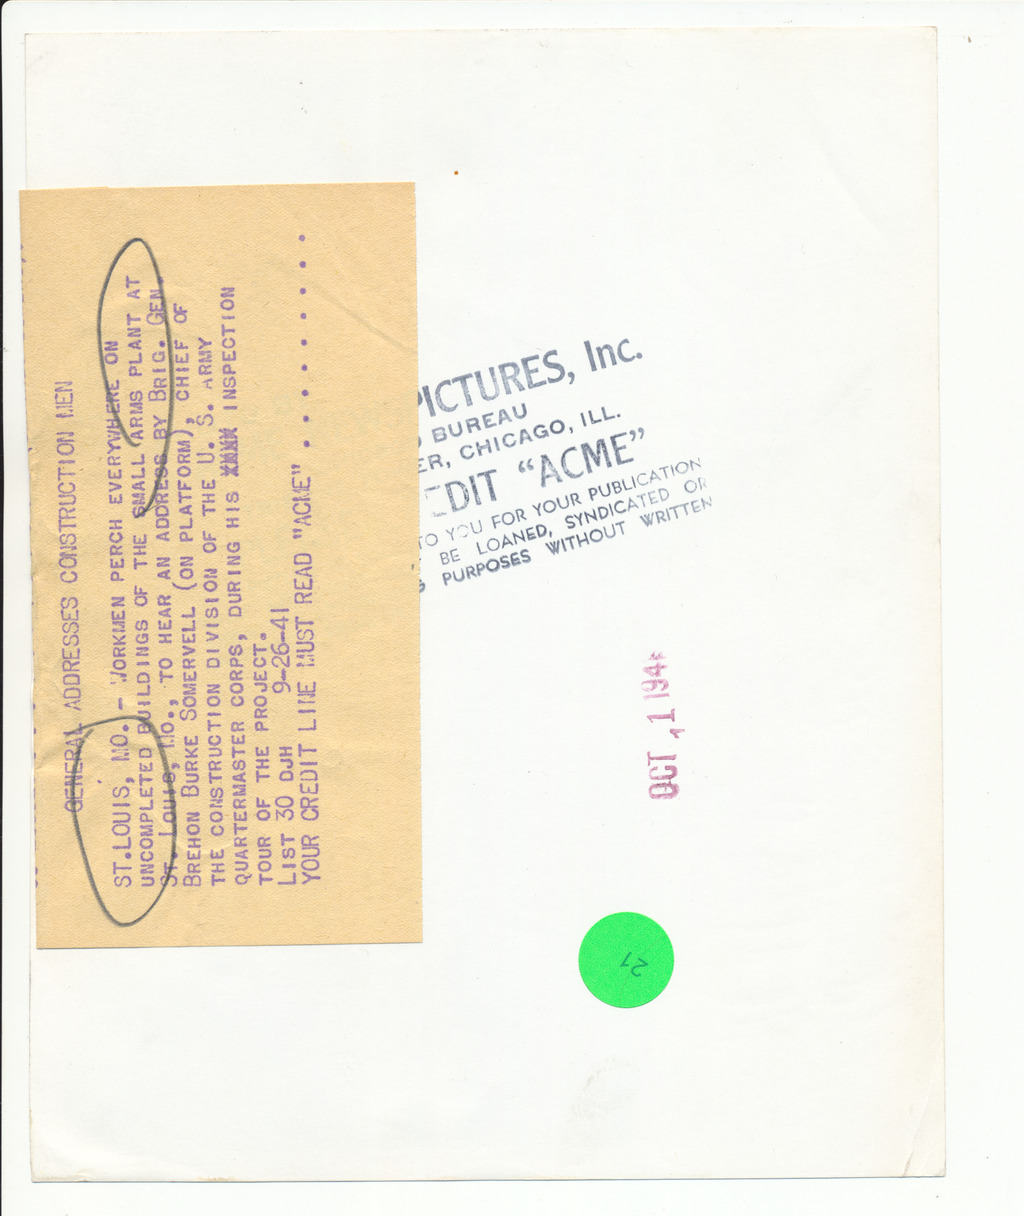 GENERAL ADDRESSES CONSTRUCTION MEN
ST.LOUIS, MO. - WORKMEN PERCH EVERYWHERE ON
UNCOMPLETED BUILDINGS OF THE SMALL ARMS PLANT AT
ST. LOUIS, MO., TO HEAR AN ADDRESS BY BRIG. GEN.
BREHON BURKE SOMERVELL (ON PLATFORM), CHIEF OF
THE CONSTRUCTION DIVISION OF THE U. S. ARMY
QUARTERMASTER CORPS, DURING HIS XXXX INSPECTION
TOUR OF THE PROJECT.
LIST 30 DJH 9-26-41
YOUR CREDIT LINE MUST READ "ACME" . . . . . . . . .
PICTURES, Inc.
BUREAU
ER, CHICAGO, ILL.
EDIT "ACME"
TO YOU FOR YOUR PUBLICATION
BE LOANED, SYNDICATED OR
PURPOSES WITHOUT WRITTEN
OCT 1 194
21